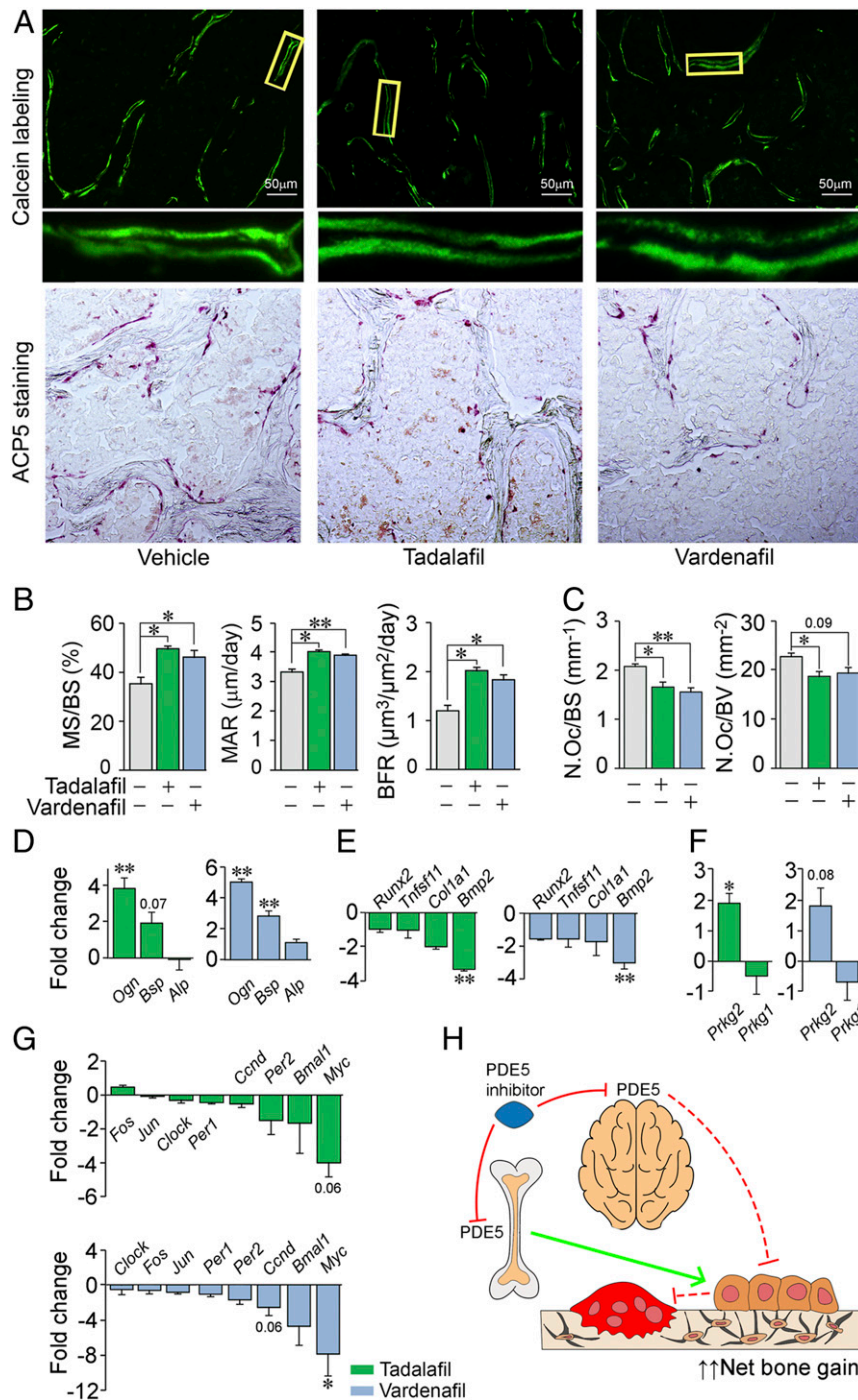 A
Calcein labeling
50μm
50μm
50μm
ACP5 staining
Vehicle
Tadalafil
Vardenafil
B
MS/BS (%)
80
60
40
20
0
*
*
MAR (μm/day)
5
4
3
2
1
0
**
*
BFR (μm³/μm²/day)
3
2
1
0
*
*
Tadalafil − + − − + − − + −
Vardenafil − − + − − + − − +
C
N.Oc/BS (mm⁻¹)
3
2
1
0
**
*
N.Oc/BV (mm⁻²)
30
20
10
0
0.09
*
− + − − + −
− − + − − +
D
Fold change
4
2
0
** 0.07
Ogn Bsp Alp
** **
Ogn Bsp Alp
E
Runx2 Tnfsf11 Col1a1 Bmp2
0
-2
-4
**
Runx2 Tnfsf11 Col1a1 Bmp2
0
-2
-4
**
F
3
2
1
0
-1
*
Prkg2 Prkg1
3
2
1
0
-1
0.08
Prkg2
G
Fold change
2
0
-2
-4
-6
Fos Jun Clock Per1 Ccnd Per2 Bmal1 Myc
0.06
Fold change
4
0
-4
-8
-12
Clock Fos Jun Per1 Per2 Ccnd Bmal1 Myc
0.06
*
Tadalafil
Vardenafil
H
PDE5
inhibitor
PDE5
PDE5
↑↑Net bone gain